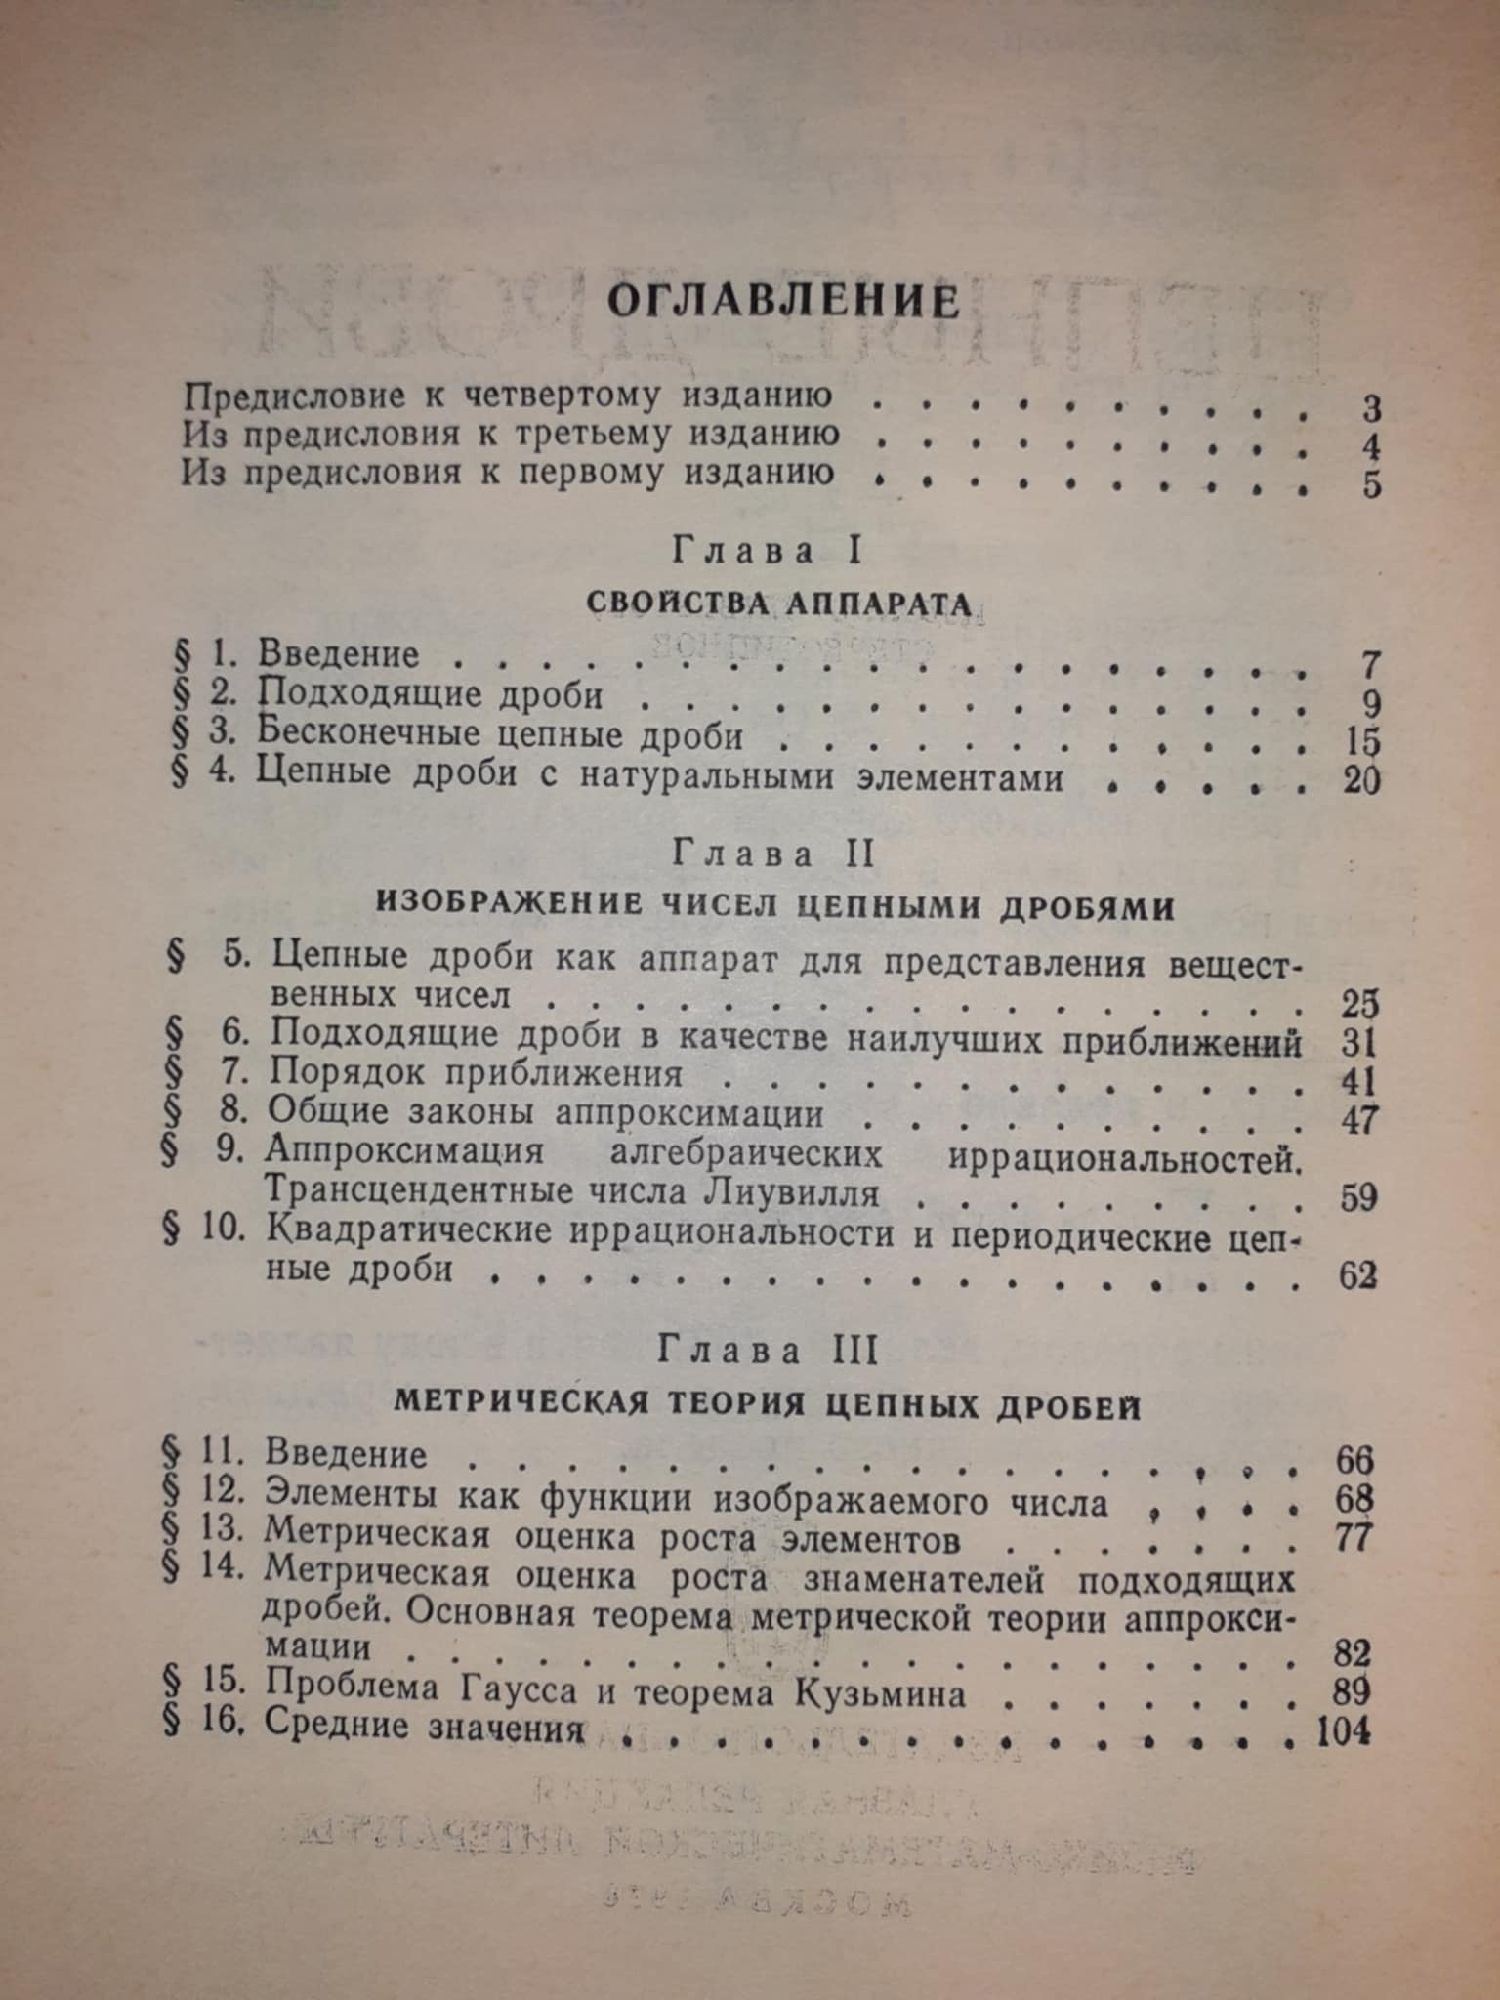 ОГЛАВЛЕНИЕ
Предисловие к четвертому изданию . . . . . . . . . . 3
Из предисловия к третьему изданию . . . . . . . . . . 4
Из предисловия к первому изданию . . . . . . . . . . 5
Глава I
СВОЙСТВА АППАРАТА
§ 1. Введение . . . . . . . . . . . . . . . . . . . 7
§ 2. Подходящие дроби . . . . . . . . . . . . . . . 9
§ 3. Бесконечные цепные дроби . . . . . . . . . . . . 15
§ 4. Цепные дроби с натуральными элементами . . . . . 20
Глава II
ИЗОБРАЖЕНИЕ ЧИСЕЛ ЦЕПНЫМИ ДРОБЯМИ
§ 5. Цепные дроби как аппарат для представления вещест-
венных чисел . . . . . . . . . . . . . . . . . 25
§ 6. Подходящие дроби в качестве наилучших приближений 31
§ 7. Порядок приближения . . . . . . . . . . . . . 41
§ 8. Общие законы аппроксимации . . . . . . . . . . 47
§ 9. Аппроксимация алгебраических иррациональностей.
Трансцендентные числа Лиувилля . . . . . . . . . 59
§ 10. Квадратические иррациональности и периодические цеп-
ные дроби . . . . . . . . . . . . . . . . . . 62
Глава III
МЕТРИЧЕСКАЯ ТЕОРИЯ ЦЕПНЫХ ДРОБЕЙ
§ 11. Введение . . . . . . . . . . . . . . . . . . 66
§ 12. Элементы как функции изображаемого числа . . . . 68
§ 13. Метрическая оценка роста элементов . . . . . . . 77
§ 14. Метрическая оценка роста знаменателей подходящих
дробей. Основная теорема метрической теории аппрокси-
мации . . . . . . . . . . . . . . . . . . . . 82
§ 15. Проблема Гаусса и теорема Кузьмина . . . . . . . 89
§ 16. Средние значения . . . . . . . . . . . . . . . 104